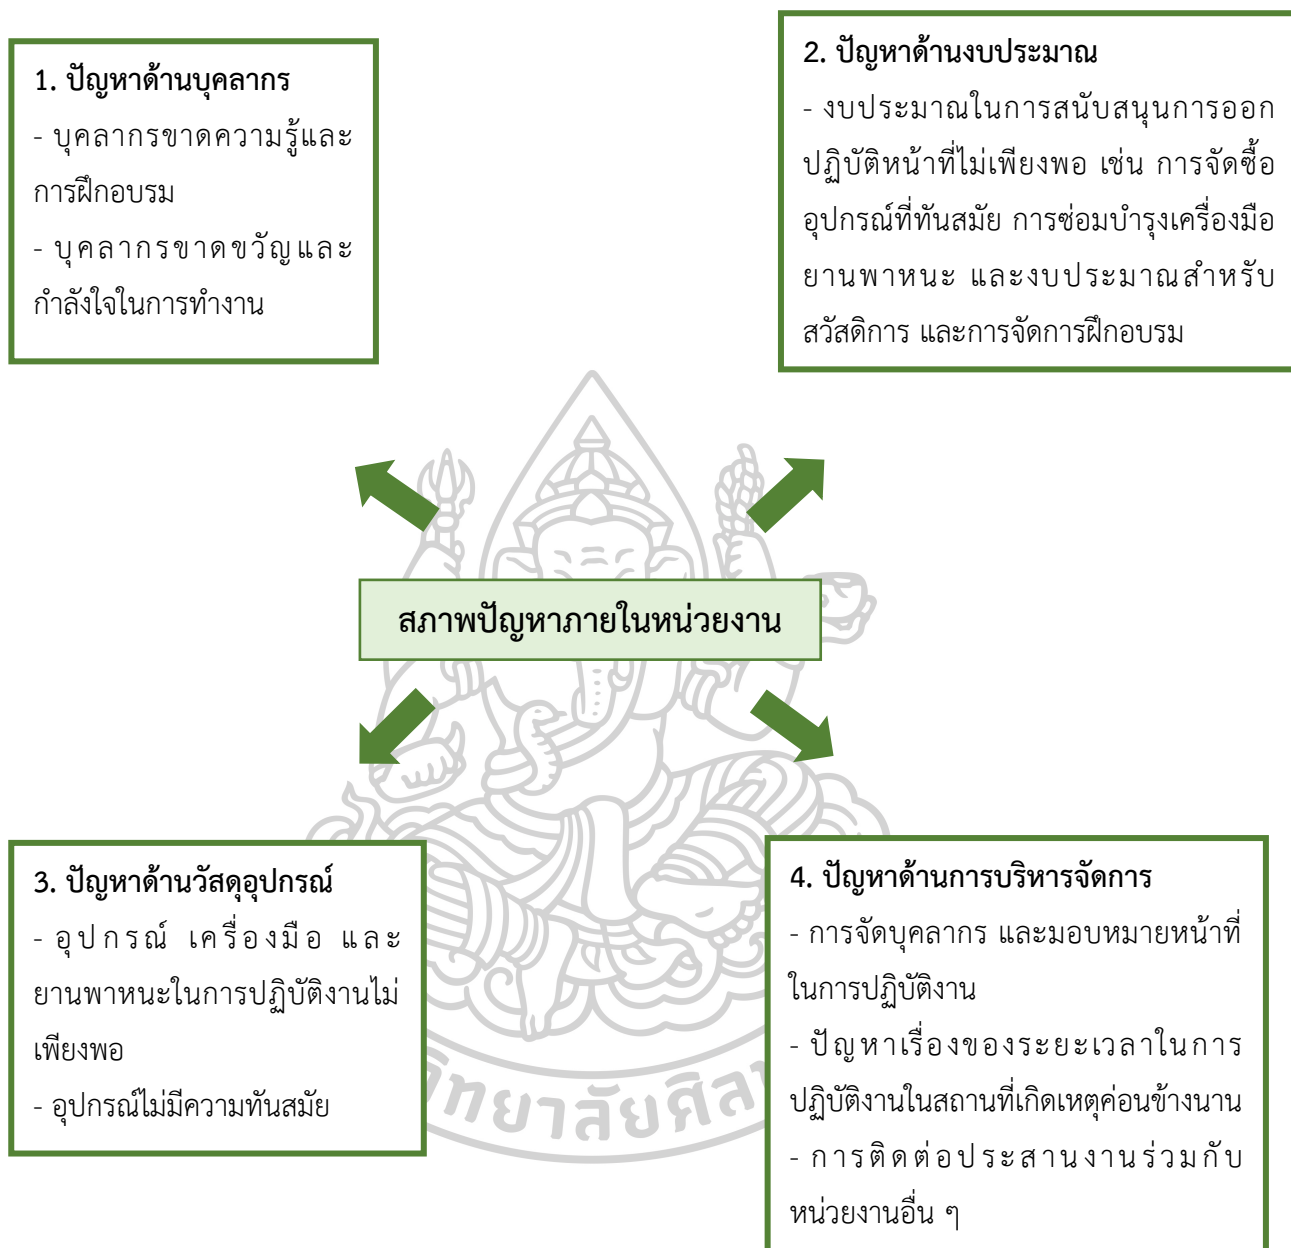 1. ปัญหาด้านบุคลากร
- บุคลากรขาดความรู้และ
การฝึกอบรม
- บุคลากรขาดขวัญและ
กำลังใจในการทำงาน
2. ปัญหาด้านงบประมาณ
- งบประมาณในการสนับสนุนการออก
ปฏิบัติหน้าที่ไม่เพียงพอ เช่น การจัดซื้อ
อุปกรณ์ที่ทันสมัย การซ่อมบำรุงเครื่องมือ
ยานพาหนะ และงบประมาณสำหรับ
สวัสดิการ และการจัดการฝึกอบรม
สภาพปัญหาภายในหน่วยงาน
3. ปัญหาด้านวัสดุอุปกรณ์
- อุปกรณ์ เครื่องมือ และ
ยานพาหนะในการปฏิบัติงานไม่
เพียงพอ
- อุปกรณ์ไม่มีความทันสมัย
4. ปัญหาด้านการบริหารจัดการ
- การจัดบุคลากร และมอบหมายหน้าที่
ในการปฏิบัติงาน
- ปัญหาเรื่องของระยะเวลาในการ
ปฏิบัติงานในสถานที่เกิดเหตุค่อนข้างนาน
- การติดต่อประสานงานร่วมกับ
หน่วยงานอื่น ๆ
ทยาลัยศิล